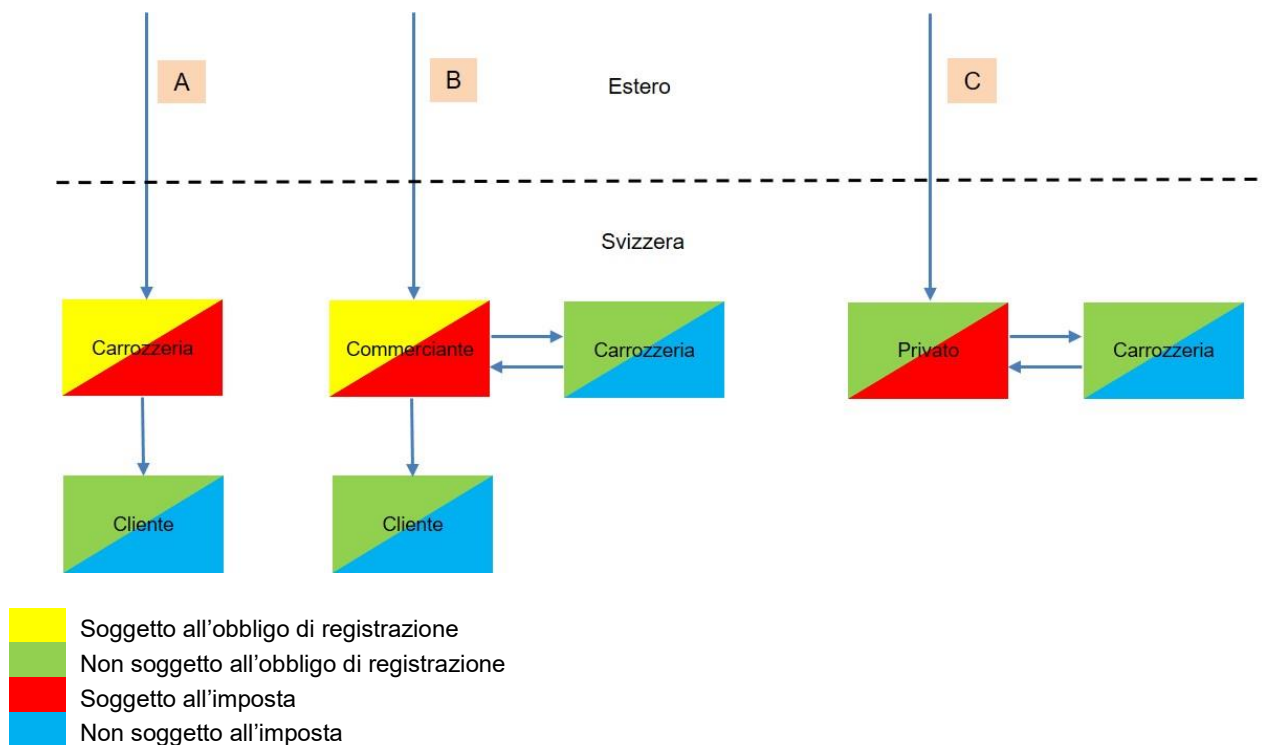 A
B
Estero
C
Svizzera
Carrozzeria
Commerciante
Carrozzeria
Privato
Carrozzeria
Cliente
Cliente
Soggetto all’obbligo di registrazione
Non soggetto all’obbligo di registrazione
Soggetto all’imposta
Non soggetto all’imposta